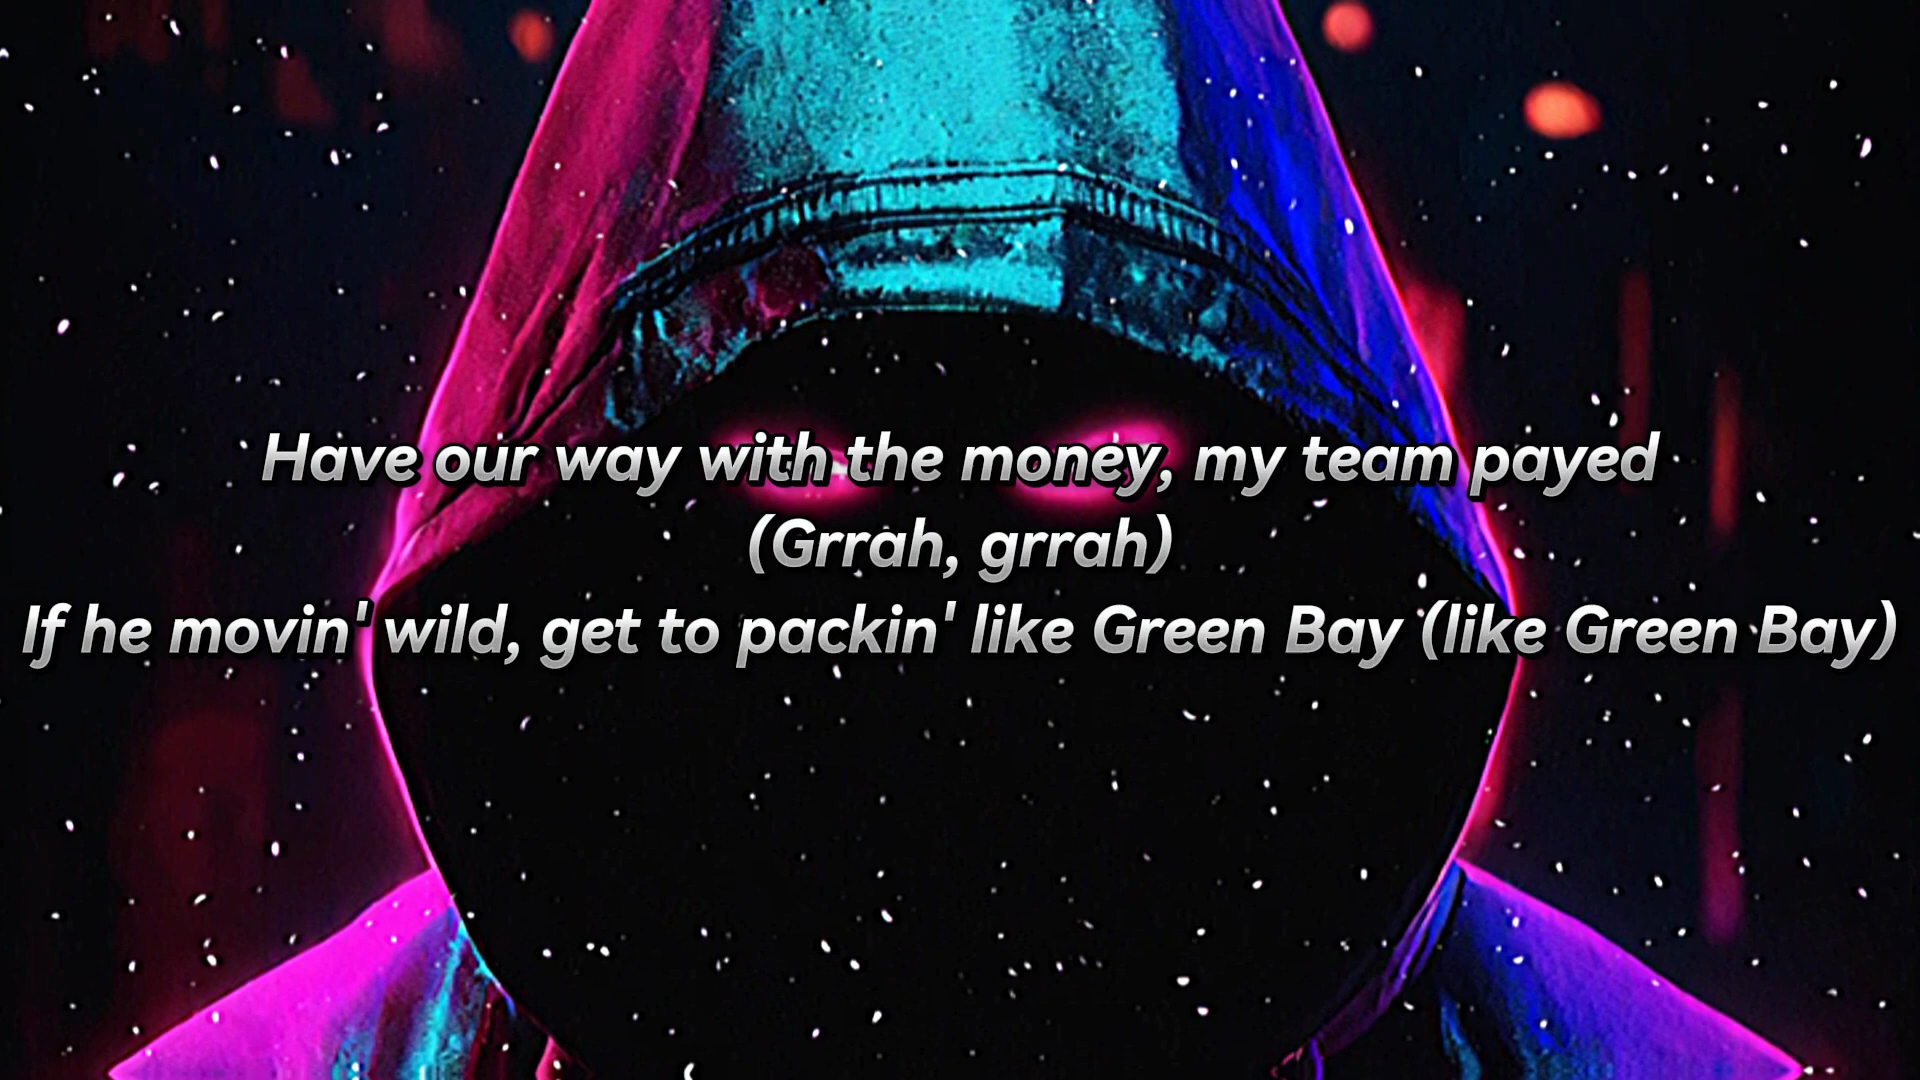 Have our way with the money, my team payed
(Grrah, grrah)
If he movin' wild, get to packin' like Green Bay (like Green Bay)